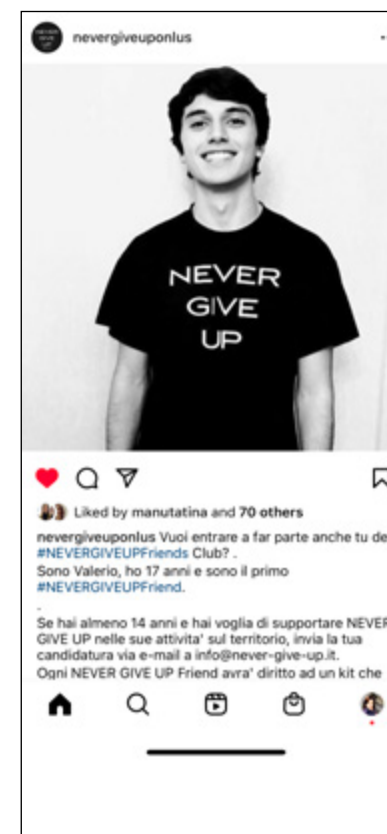 nevergiveuponlus
NEVER
GIVE
UP
Liked by manutatina and 70 others
nevergiveuponlus Vuoi entrare a far parte anche tu de
#NEVERGIVEUPFriends Club? .
Sono Valerio, ho 17 anni e sono il primo
#NEVERGIVEUPFriend.
.
Se hai almeno 14 anni e hai voglia di supportare NEVER
GIVE UP nelle sue attivita' sul territorio, invia la tua
candidatura via e-mail a info@never-give-up.it.
Ogni NEVER GIVE UP Friend avra' diritto ad un kit che